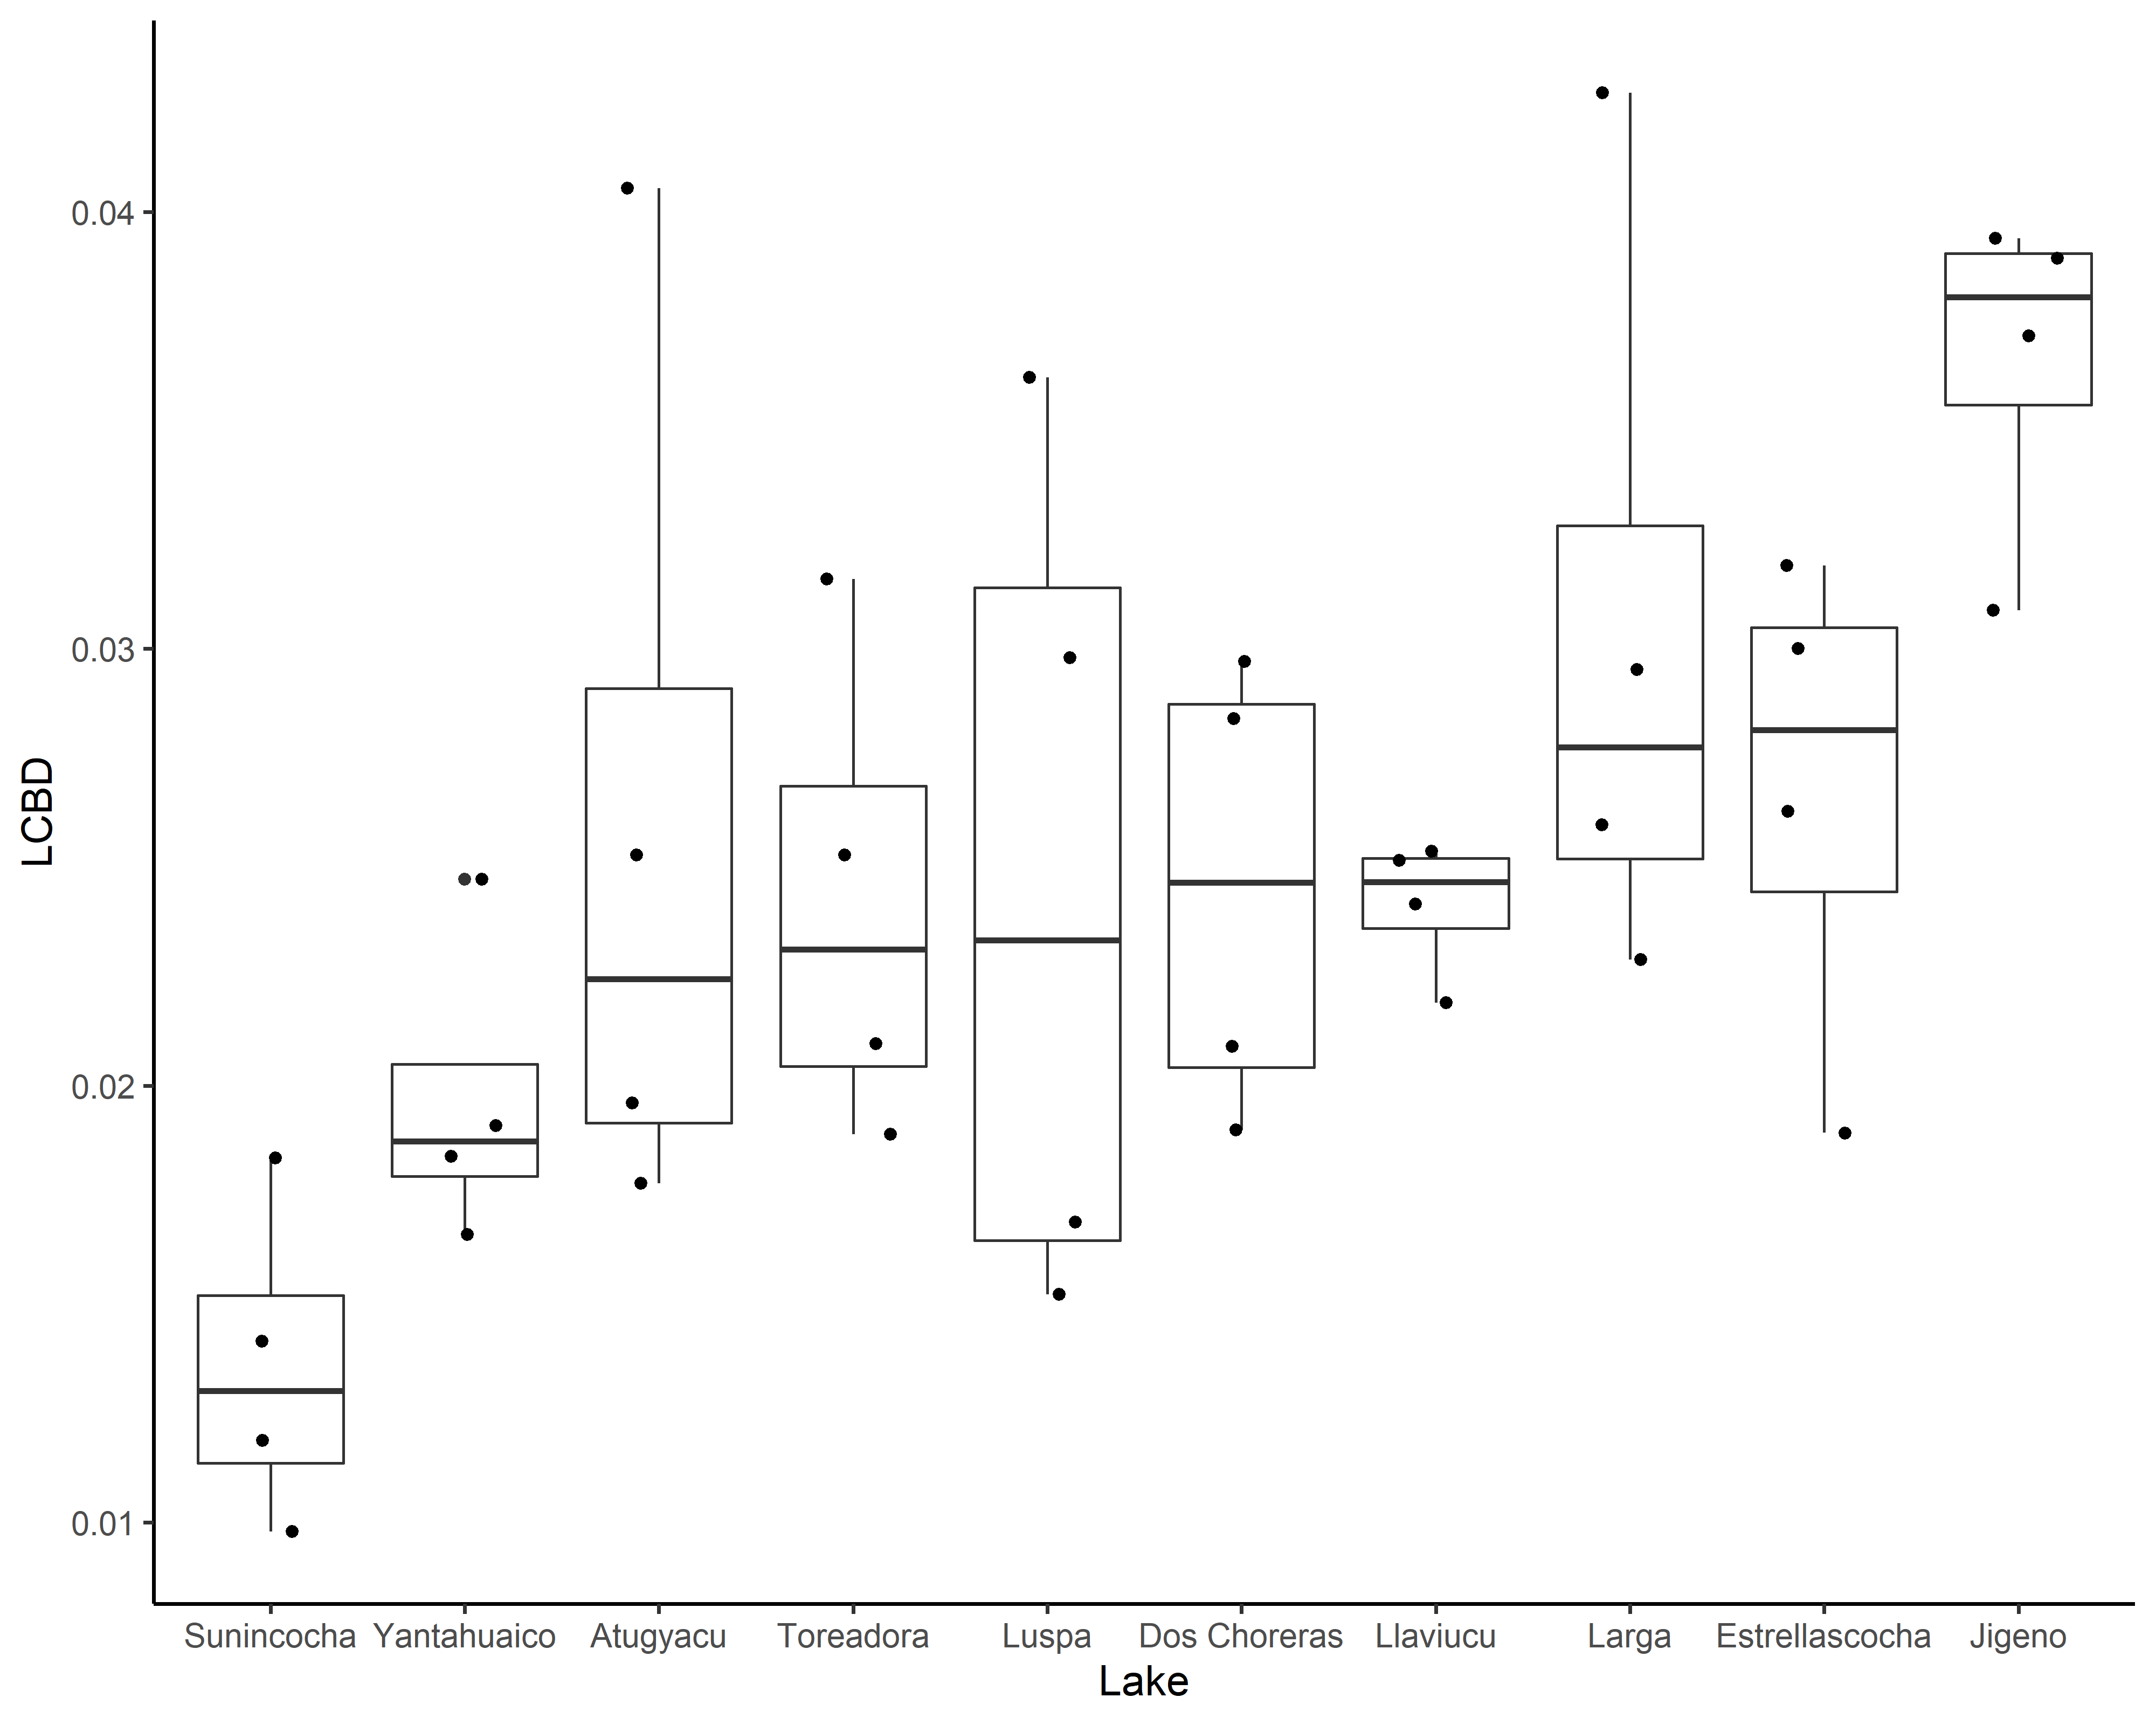 LCBD
0.04
0.03
0.02
0.01
Sunincocha Yantahuaico Atugyacu Toreadora Luspa Dos Choreras Llaviucu Larga Estrellascocha Jigeno
Lake